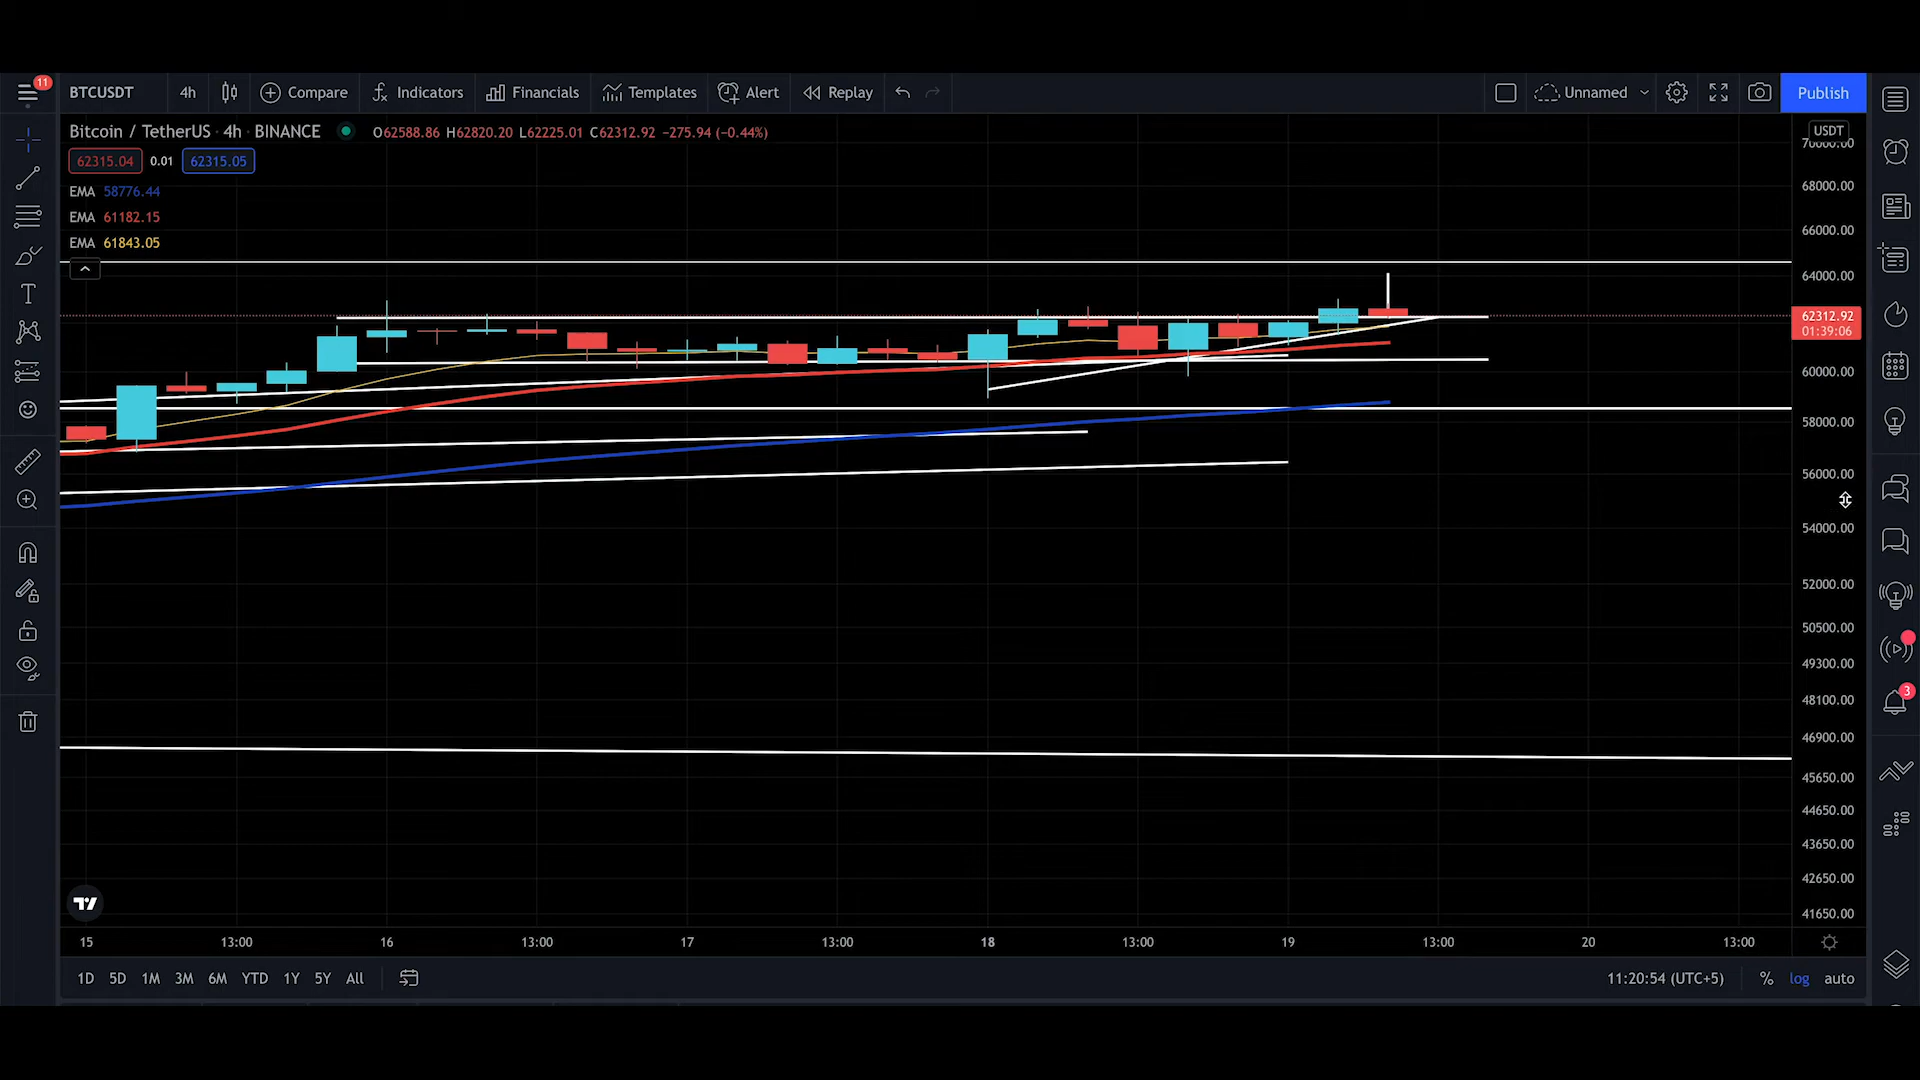 11
BTCUSDT 4h Compare Indicators Financials Templates Alert Replay Unnamed Publish
Bitcoin / TetherUS · 4h · BINANCE O62588.86 H62820.20 L62225.01 C62312.92 −275.94 (−0.44%)
62315.04 0.01 62315.05
EMA 58776.44
EMA 61182.15
EMA 61843.05
USDT
70000.00
68000.00
66000.00
64000.00
62312.92
01:39:06
60000.00
58000.00
56000.00
54000.00
52000.00
50500.00
49300.00
48100.00
46900.00
45650.00
44650.00
43650.00
42650.00
41650.00
3
15 13:00 16 13:00 17 13:00 18 13:00 19 13:00 20 13:00
1D 5D 1M 3M 6M YTD 1Y 5Y All 11:20:54 (UTC+5) % log auto